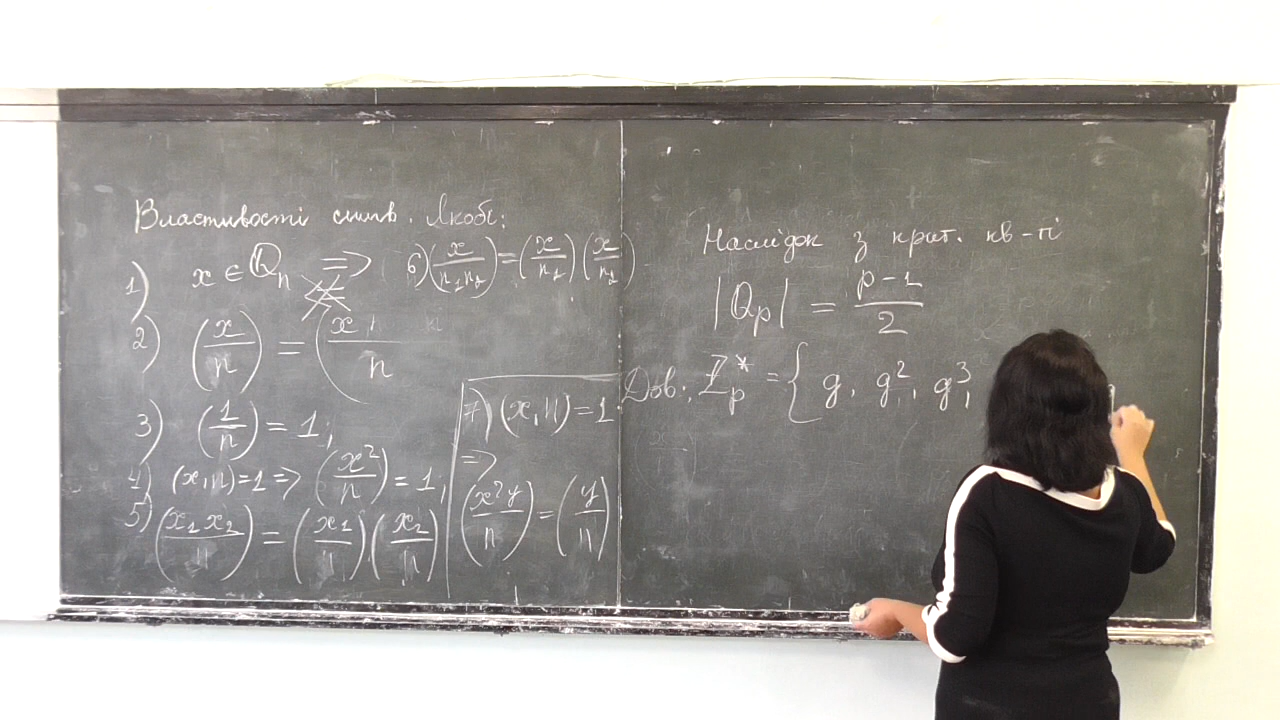 Властивості симв. Якобі:
1) x ∈ Qn ⇒
2) (x/n) = (x
n
3) (1/n) = 1;
4) (x,n)=1 => (x²/n) = 1;
5) (x₁x₂/n) = (x₁/n)·(x₂/n)
6) (x/n₁n₂) = (x/n₁)(x/n₂)
7) (x,n)=1
=>
(x²y/n) = (y/n)
Наслідок з крит. кв-ті
|Qp| = p-1/2
Дов.: Zp* = { g, g², g³,